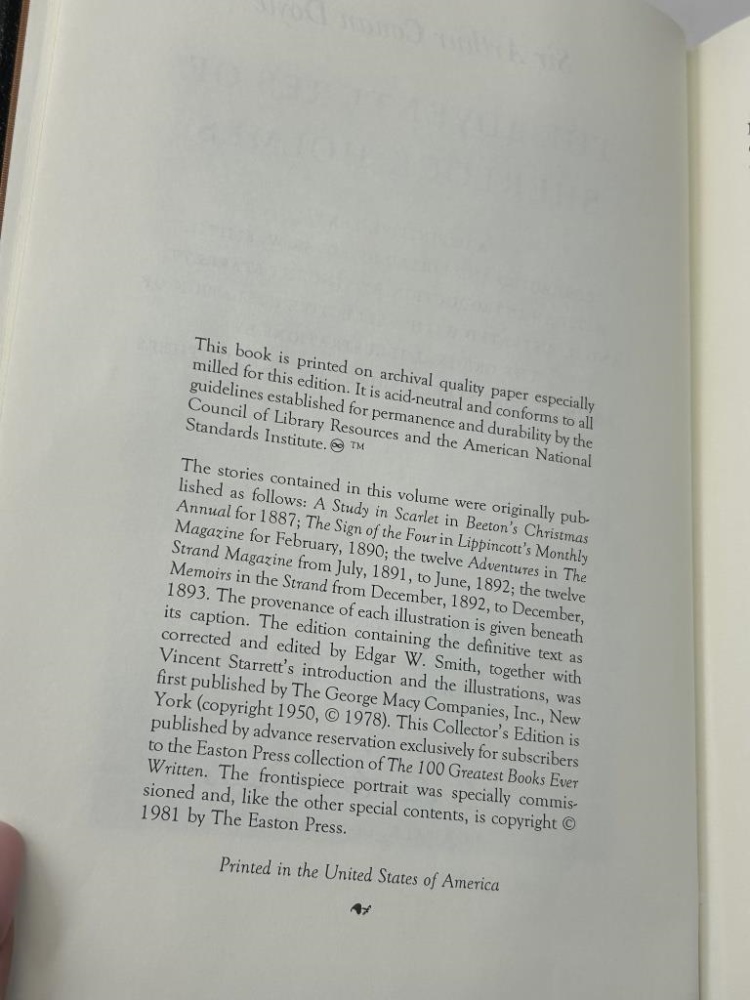 Sir Arthur Conan Doyle
THE ADVENTURES OF
SHERLOCK HOLMES
This book is printed on archival quality paper especially
milled for this edition. It is acid-neutral and conforms to all
guidelines established for permanence and durability by the
Council of Library Resources and the American National
Standards Institute. ♾ ™
The stories contained in this volume were originally pub-
lished as follows: A Study in Scarlet in Beeton's Christmas
Annual for 1887; The Sign of the Four in Lippincott's Monthly
Magazine for February, 1890; the twelve Adventures in The
Strand Magazine from July, 1891, to June, 1892; the twelve
Memoirs in the Strand from December, 1892, to December,
1893. The provenance of each illustration is given beneath
its caption. The edition containing the definitive text as
corrected and edited by Edgar W. Smith, together with
Vincent Starrett's introduction and the illustrations, was
first published by The George Macy Companies, Inc., New
York (copyright 1950, © 1978). This Collector's Edition is
published by advance reservation exclusively for subscribers
to the Easton Press collection of The 100 Greatest Books Ever
Written. The frontispiece portrait was specially commis-
sioned and, like the other special contents, is copyright ©
1981 by The Easton Press.
Printed in the United States of America